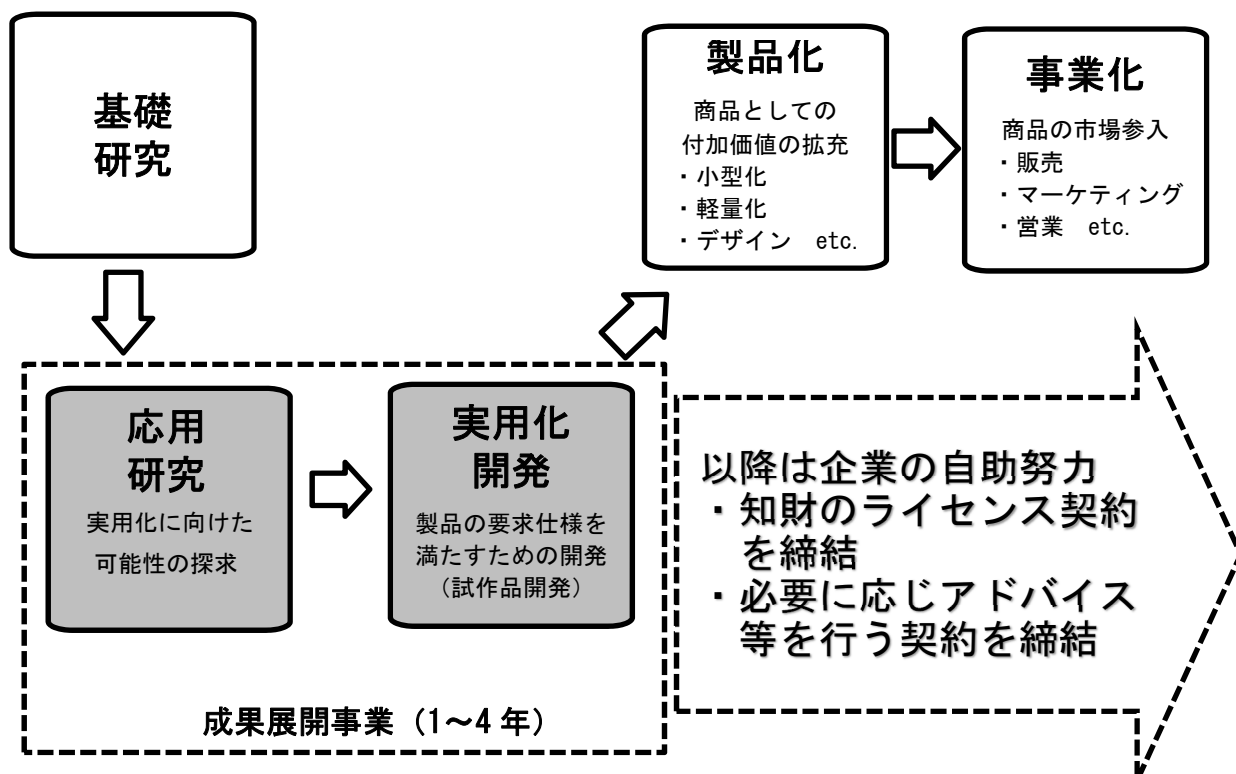 基礎
研究
応用
研究
実用化に向けた
可能性の探求
実用化
開発
製品の要求仕様を
満たすための開発
（試作品開発）
成果展開事業（1～4 年）
製品化
商品としての
付加価値の拡充
・小型化
・軽量化
・デザイン　etc.
事業化
商品の市場参入
・販売
・マーケティング
・営業　etc.
以降は企業の自助努力
・知財のライセンス契約
を締結
・必要に応じアドバイス
等を行う契約を締結